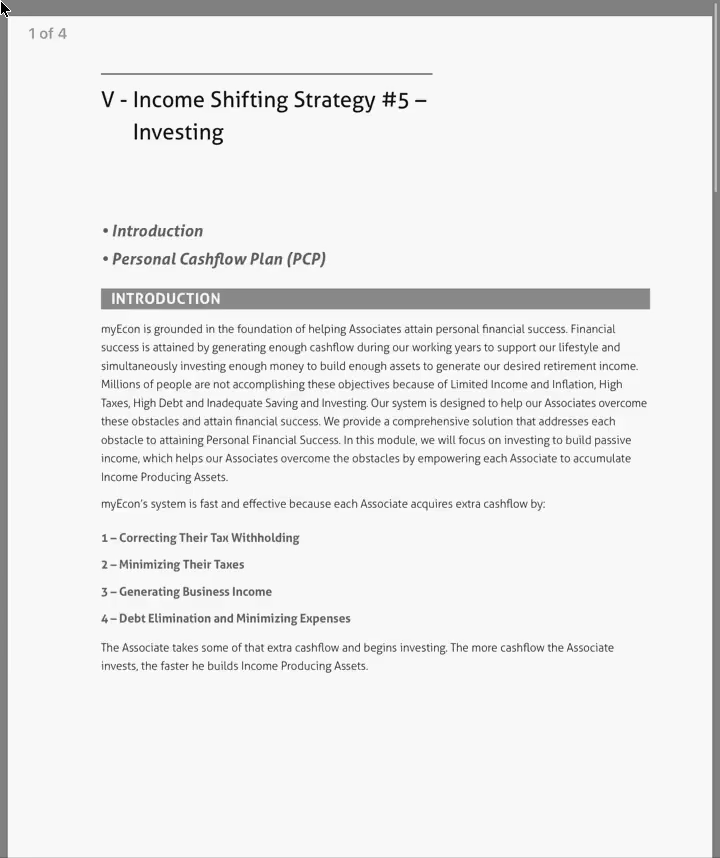 1 of 4
V - Income Shifting Strategy #5 –
Investing
• Introduction
• Personal Cashflow Plan (PCP)
INTRODUCTION
myEcon is grounded in the foundation of helping Associates attain personal financial success. Financial
success is attained by generating enough cashflow during our working years to support our lifestyle and
simultaneously investing enough money to build enough assets to generate our desired retirement income.
Millions of people are not accomplishing these objectives because of Limited Income and Inflation, High
Taxes, High Debt and Inadequate Saving and Investing. Our system is designed to help our Associates overcome
these obstacles and attain financial success. We provide a comprehensive solution that addresses each
obstacle to attaining Personal Financial Success. In this module, we will focus on investing to build passive
income, which helps our Associates overcome the obstacles by empowering each Associate to accumulate
Income Producing Assets.
myEcon's system is fast and effective because each Associate acquires extra cashflow by:
1 – Correcting Their Tax Withholding
2 – Minimizing Their Taxes
3 – Generating Business Income
4 – Debt Elimination and Minimizing Expenses
The Associate takes some of that extra cashflow and begins investing. The more cashflow the Associate
invests, the faster he builds Income Producing Assets.